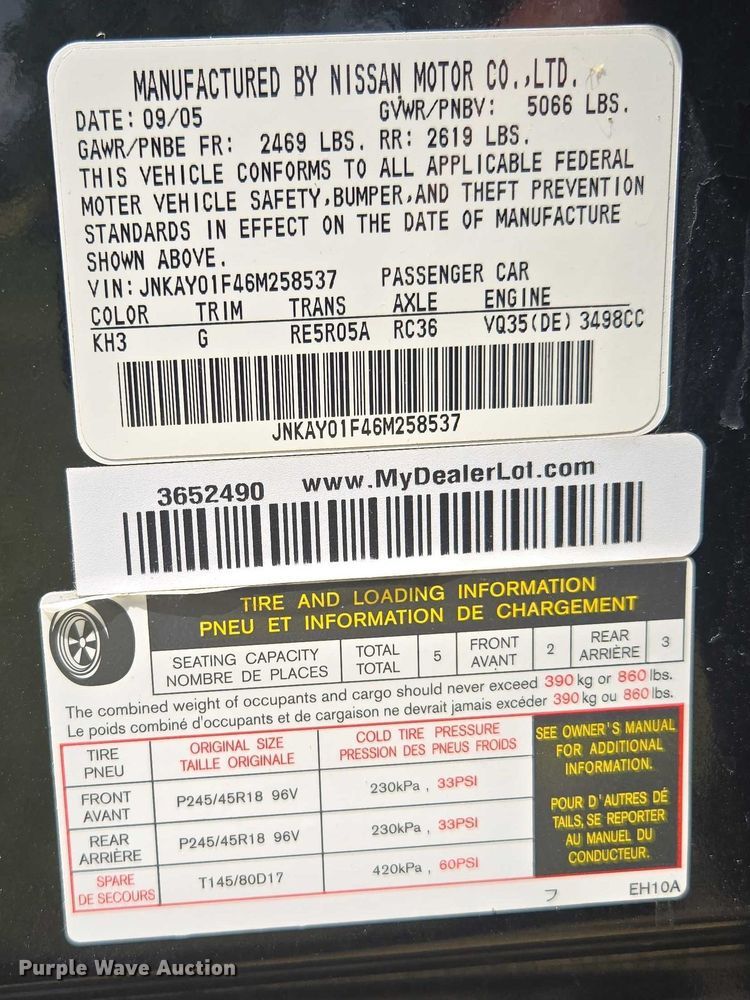 MANUFACTURED BY NISSAN MOTOR CO.,LTD.
DATE: 09/05 GVWR/PNBV: 5066 LBS.
GAWR/PNBE FR: 2469 LBS. RR: 2619 LBS.
THIS VEHICLE CONFORMS TO ALL APPLICABLE FEDERAL
MOTER VEHICLE SAFETY,BUMPER,AND THEFT PREVENTION
STANDARDS IN EFFECT ON THE DATE OF MANUFACTURE
SHOWN ABOVE.
VIN: JNKAY01F46M258537 PASSENGER CAR
COLOR TRIM TRANS AXLE ENGINE
KH3 G RE5R05A RC36 VQ35(DE) 3498CC
JNKAY01F46M258537
3652490 www.MyDealerLot.com
TIRE AND LOADING INFORMATION
PNEU ET INFORMATION DE CHARGEMENT
SEATING CAPACITY TOTAL 5 FRONT 2 REAR 3
NOMBRE DE PLACES TOTAL AVANT ARRIÈRE
The combined weight of occupants and cargo should never exceed 390 kg or 860 lbs.
Le poids combiné d'occupants et de cargaison ne devrait jamais excéder 390 kg ou 860 lbs.
TIRE ORIGINAL SIZE COLD TIRE PRESSURE
PNEU TAILLE ORIGINALE PRESSION DES PNEUS FROIDS
FRONT P245/45R18 96V 230kPa , 33PSI
AVANT
REAR P245/45R18 96V 230kPa , 33PSI
ARRIÈRE
SPARE T145/80D17 420kPa , 60PSI
DE SECOURS
SEE OWNER'S MANUAL
FOR ADDITIONAL
INFORMATION.
POUR D'AUTRES DÉ
TAILS, SE REPORTER
AU MANUEL DU
CONDUCTEUR.
EH10A
Purple Wave Auction